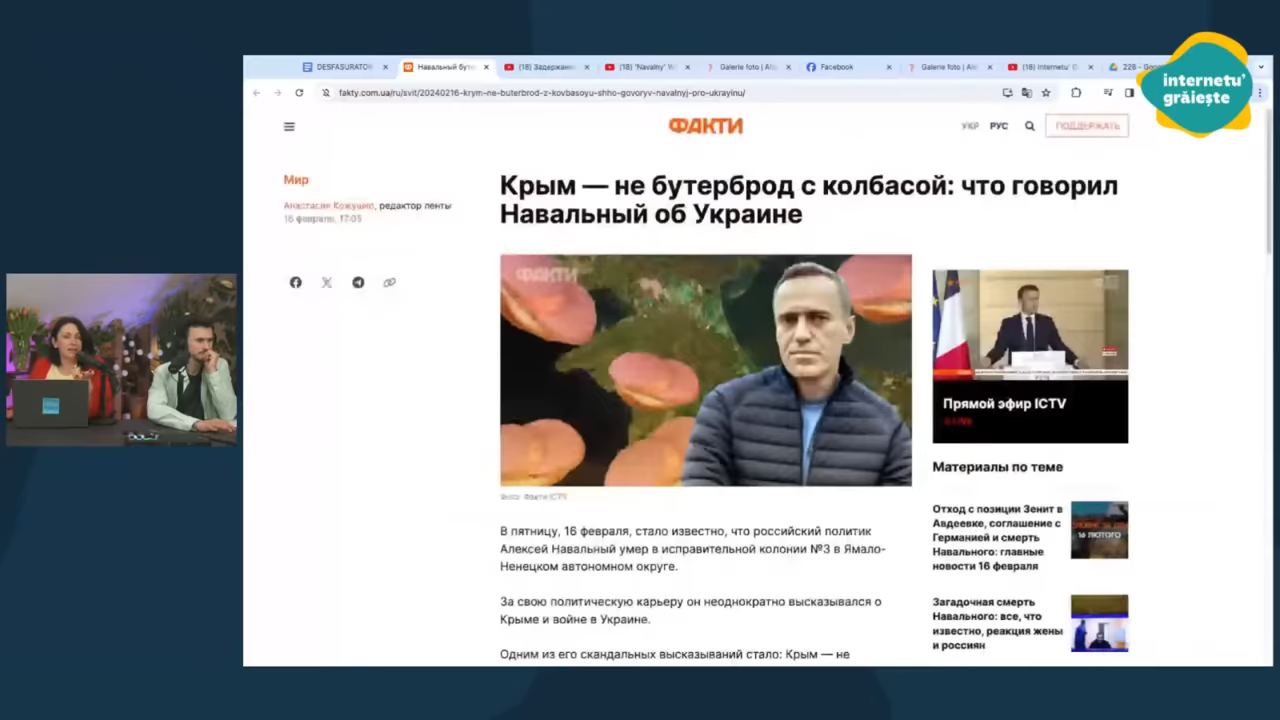 DESFASURATOR
Навальный буте
(18) Задержани
(18) 'Navalny' W
Galerie foto | Al
Facebook
Galerie foto | Al
(18) Internetu' G
228 - Goo
fakty.com.ua/ru/svit/20240216-krym-ne-buterbrod-z-kovbasoyu-shho-govoryv-navalnyj-pro-ukrayinu/
internetu'
grăiește
ФАКТИ
УКР РУС
ПОДДЕРЖАТЬ
Мир
Анастасия Кожушко, редактор ленты
16 февраля, 17:05
Крым — не бутерброд с колбасой: что говорил
Навальный об Украине
ФАКТИ
Фото: Факти ICTV
В пятницу, 16 февраля, стало известно, что российский политик
Алексей Навальный умер в исправительной колонии №3 в Ямало-
Ненецком автономном округе.
За свою политическую карьеру он неоднократно высказывался о
Крыме и войне в Украине.
Одним из его скандальных высказываний стало: Крым — не
Прямой эфир ICTV
LIVE
Материалы по теме
Отход с позиции Зенит в
Авдеевке, соглашение с
Германией и смерть
Навального: главные
новости 16 февраля
16 ЛЮТОГО
Загадочная смерть
Навального: все, что
известно, реакция жены
и россиян